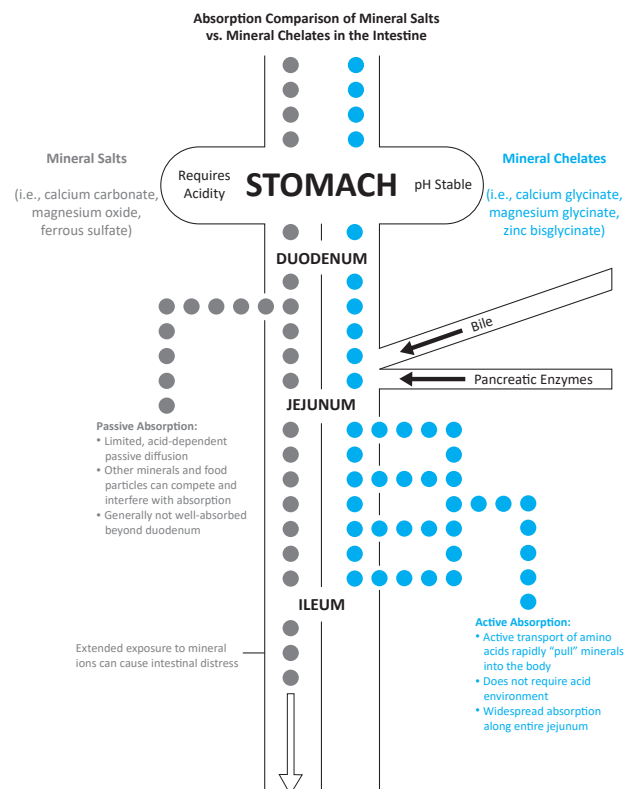 Absorption Comparison of Mineral Salts
vs. Mineral Chelates in the Intestine
Mineral Salts
(i.e., calcium carbonate,
magnesium oxide,
ferrous sulfate)
Requires
Acidity
STOMACH
pH Stable
Mineral Chelates
(i.e., calcium glycinate,
magnesium glycinate,
zinc bisglycinate)
DUODENUM
Bile
Pancreatic Enzymes
JEJUNUM
Passive Absorption:
• Limited, acid-dependent
passive diffusion
• Other minerals and food
particles can compete and
interfere with absorption
• Generally not well-absorbed
beyond duodenum
ILEUM
Extended exposure to mineral
ions can cause intestinal distress
Active Absorption:
• Active transport of amino
acids rapidly “pull” minerals
into the body
• Does not require acid
environment
• Widespread absorption
along entire jejunum